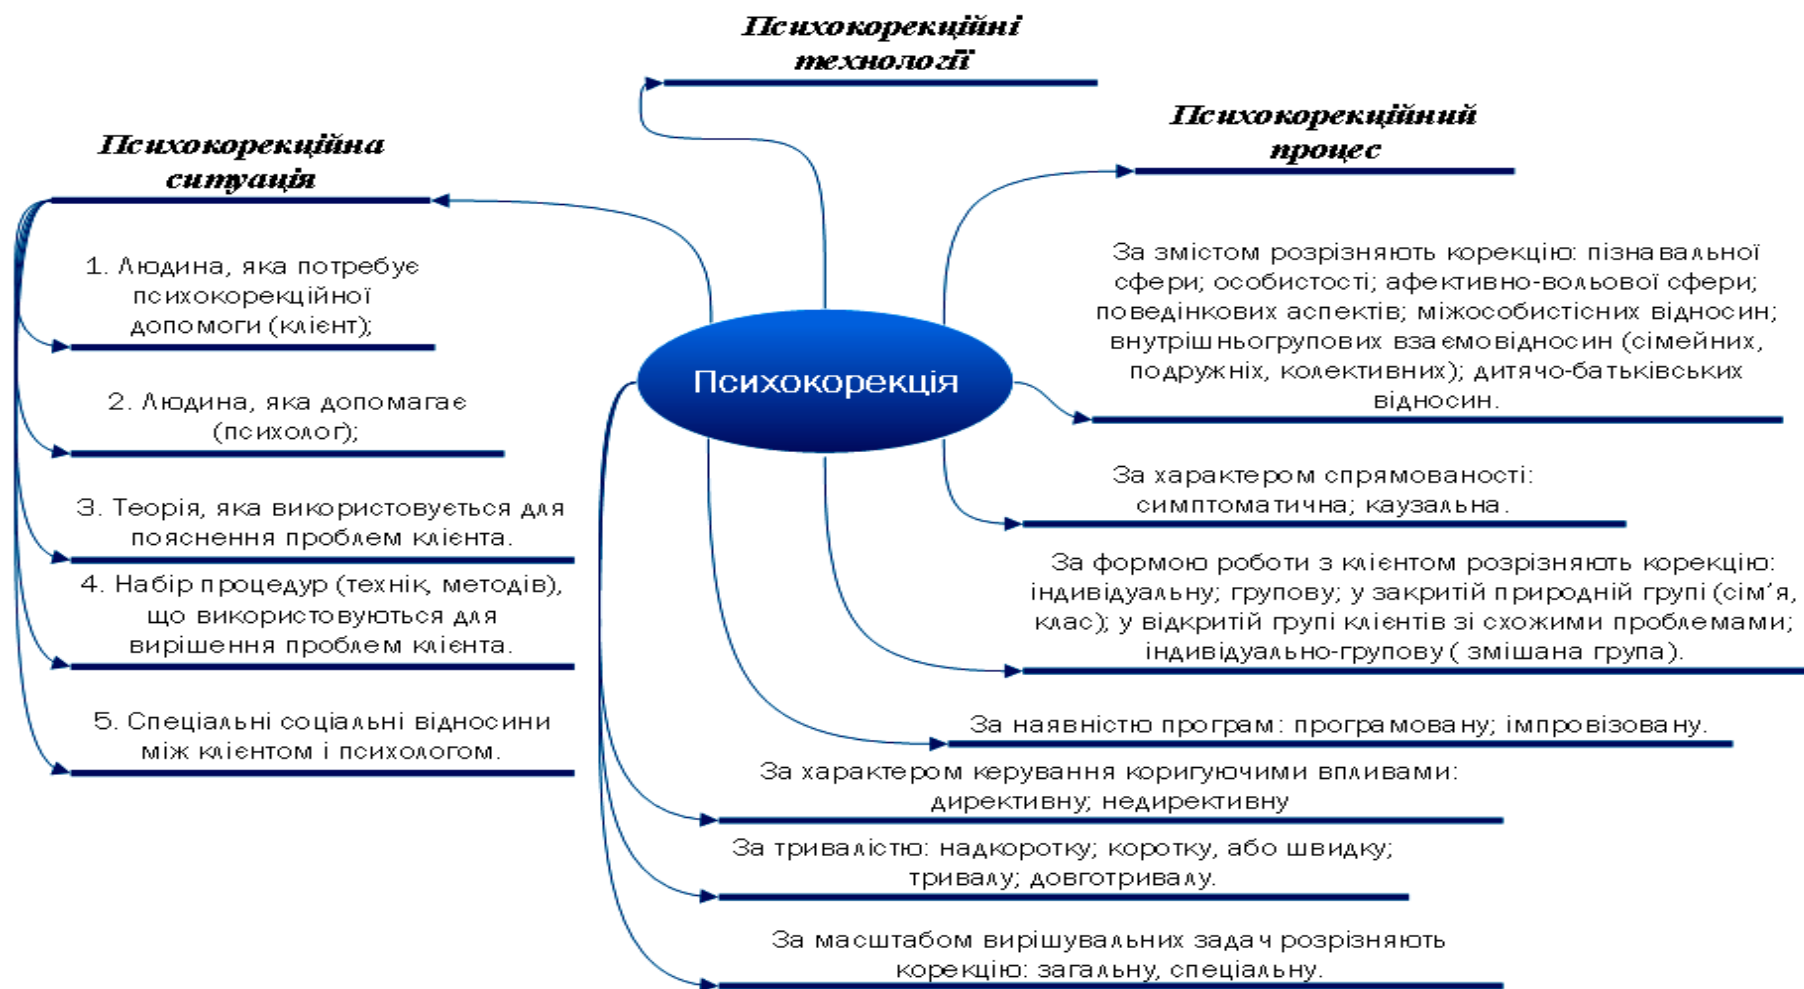 Психокорекційні
технології
Психокорекційний
процес
Психокорекційна
ситуація
1. Людина, яка потребує
психокорекційної
допомоги (клієнт);
2. Людина, яка допомагає
(психолог);
3. Теорія, яка використовується для
пояснення проблем клієнта.
4. Набір процедур (технік, методів),
що використовуються для
вирішення проблем клієнта.
5. Спеціальні соціальні відносини
між клієнтом і психологом.
Психокорекція
За змістом розрізняють корекцію: пізнавальної
сфери; особистості; афективно-вольової сфери;
поведінкових аспектів; міжособистісних відносин;
внутрішньогрупових взаємовідносин (сімейних,
подружніх, колективних); дитячо-батьківських
відносин.
За характером спрямованості:
симптоматична; каузальна.
За формою роботи з клієнтом розрізняють корекцію:
індивідуальну; групову; у закритій природній групі (сім’я,
клас); у відкритій групі клієнтів зі схожими проблемами;
індивідуально-групову ( змішана група).
За наявністю програм: програмовану; імпровізовану.
За характером керування коригуючими впливами:
директивну; недирективну
За тривалістю: надкоротку; коротку, або швидку;
тривалу; довготривалу.
За масштабом вирішувальних задач розрізняють
корекцію: загальну, спеціальну.